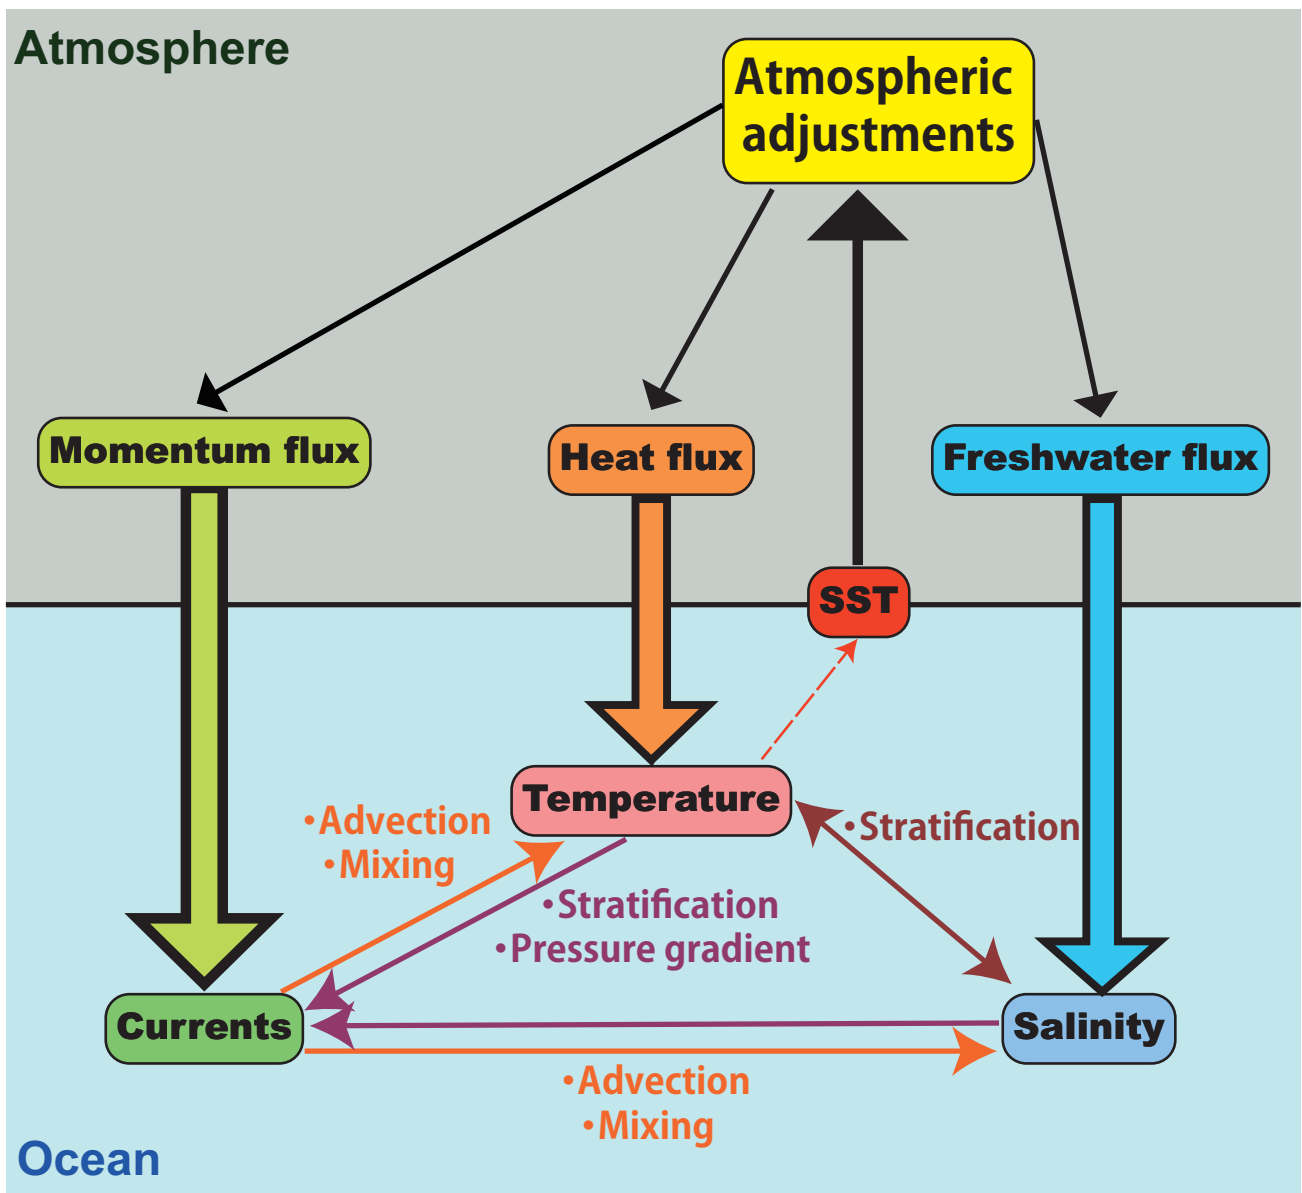 Atmosphere
Atmospheric
adjustments
Momentum flux
Heat flux
Freshwater flux
SST
Temperature
•Advection
•Mixing
•Stratification
•Stratification
•Pressure gradient
Currents
Salinity
•Advection
•Mixing
Ocean